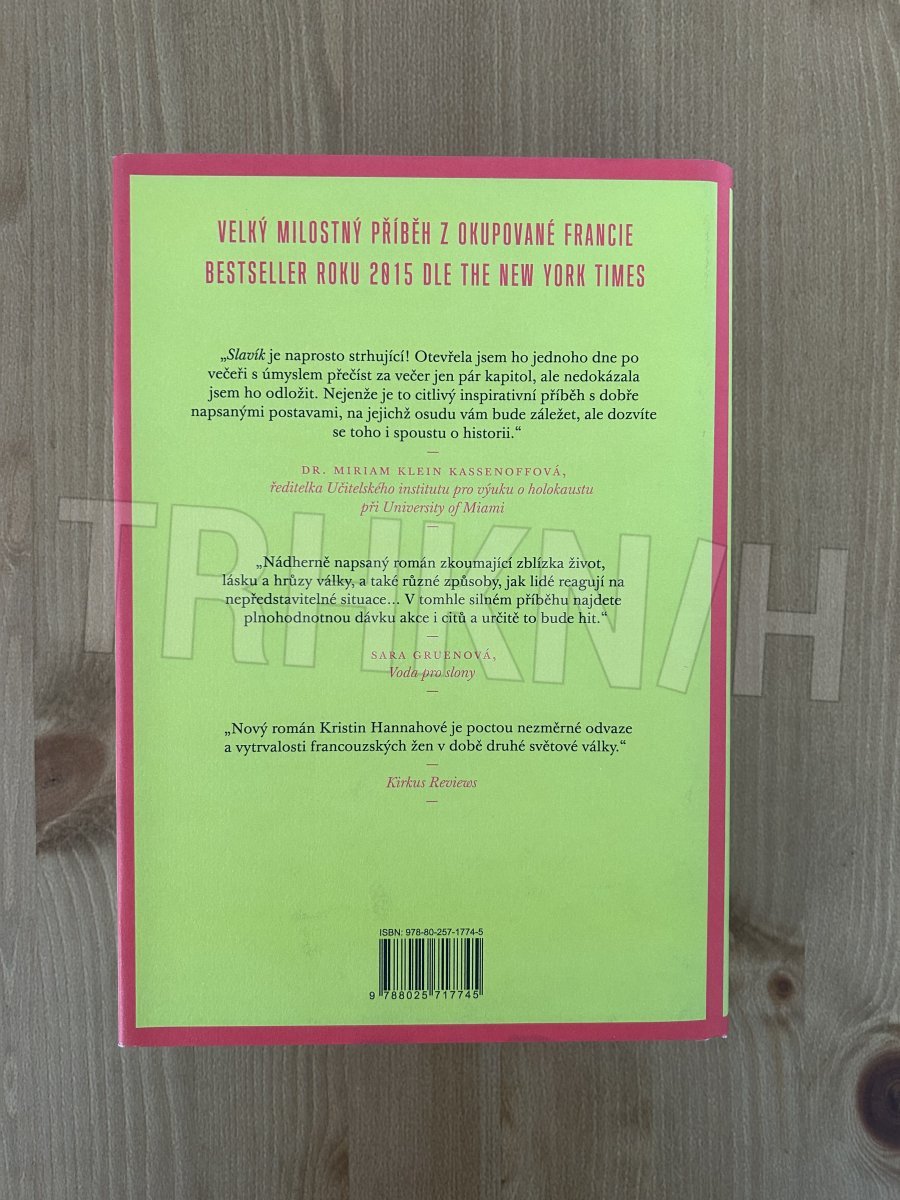 VELKÝ MILOSTNÝ PŘÍBĚH Z OKUPOVANÉ FRANCIE
BESTSELLER ROKU 2015 DLE THE NEW YORK TIMES
„Slavík je naprosto strhující! Otevřela jsem ho jednoho dne po
večeři s úmyslem přečíst za večer jen pár kapitol, ale nedokázala
jsem ho odložit. Nejenže je to citlivý inspirativní příběh s dobře
napsanými postavami, na jejichž osudu vám bude záležet, ale dozvíte
se toho i spoustu o historii.“
—
DR. MIRIAM KLEIN KASSENOFFOVÁ,
ředitelka Učitelského institutu pro výuku o holokaustu
při University of Miami
—
„Nádherně napsaný román zkoumající zblízka život,
lásku a hrůzy války, a také různé způsoby, jak lidé reagují na
nepředstavitelné situace… V tomhle silném příběhu najdete
plnohodnotnou dávku akce i citů a určitě to bude hit.“
—
SARA GRUENOVÁ,
Voda pro slony
—
„Nový román Kristin Hannahové je poctou nezměrné odvaze
a vytrvalosti francouzských žen v době druhé světové války.“
—
Kirkus Reviews
—
ISBN: 978-80-257-1774-5
9 788025 717745
TRHKNIH